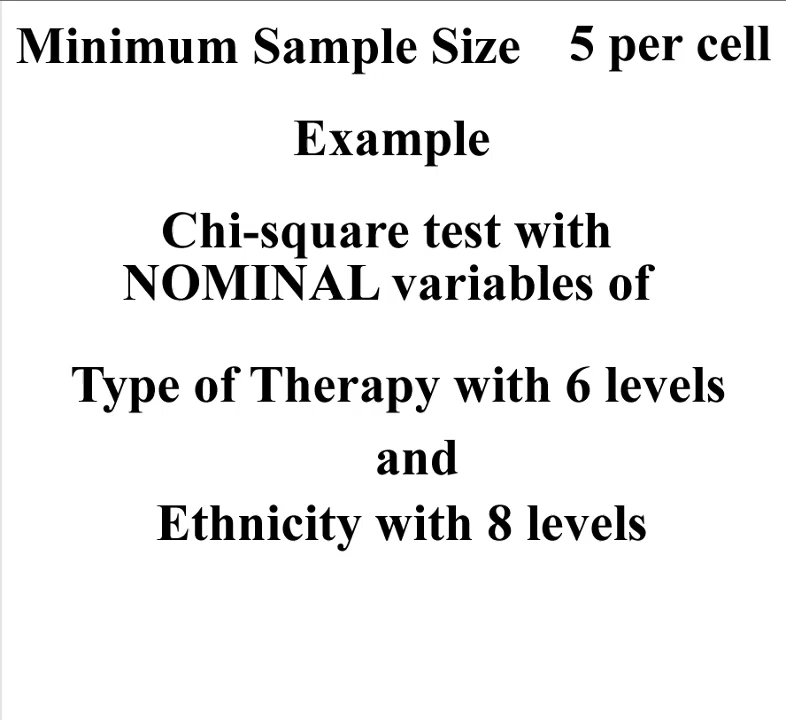 Minimum Sample Size 5 per cell
Example
Chi-square test with
NOMINAL variables of
Type of Therapy with 6 levels
and
Ethnicity with 8 levels